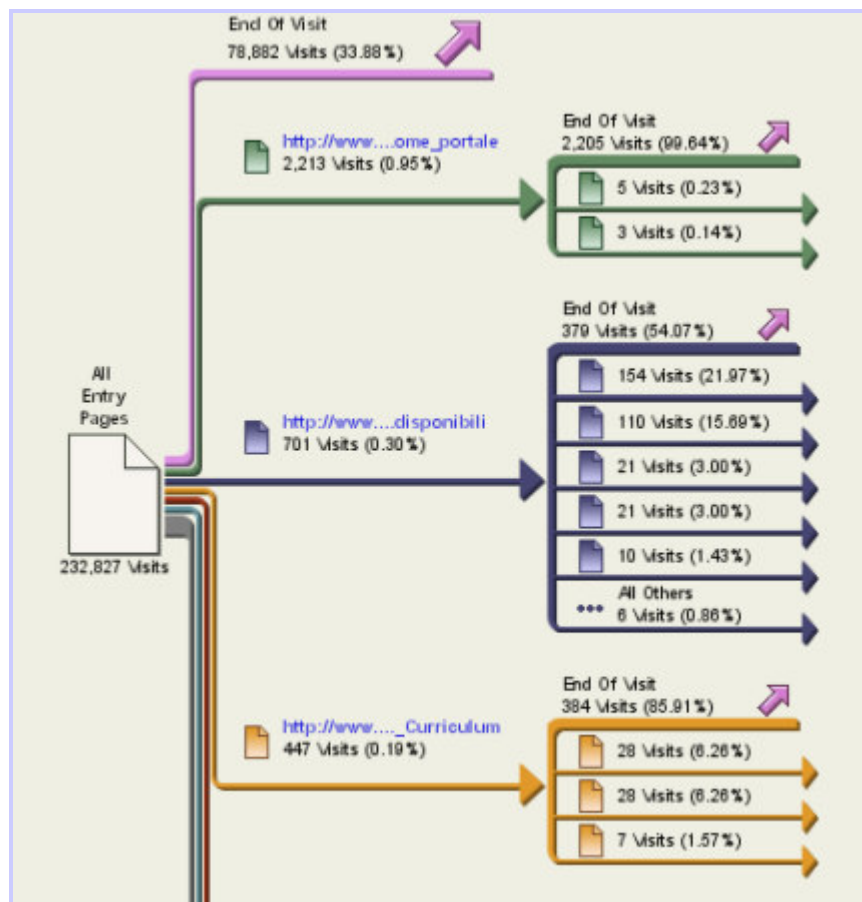 End Of Visit
78,882 Visits (33.88%)
http://www....ome_portale
2,213 Visits (0.95%)
End Of Visit
2,205 Visits (99.64%)
5 Visits (0.23%)
3 Visits (0.14%)
All
Entry
Pages
232,827 Visits
http://www....disponibili
701 Visits (0.30%)
End Of Visit
379 Visits (54.07%)
154 Visits (21.97%)
110 Visits (15.69%)
21 Visits (3.00%)
21 Visits (3.00%)
10 Visits (1.43%)
All Others
6 Visits (0.86%)
http://www...._Curriculum
447 Visits (0.19%)
End Of Visit
384 Visits (85.91%)
28 Visits (6.26%)
28 Visits (6.26%)
7 Visits (1.57%)